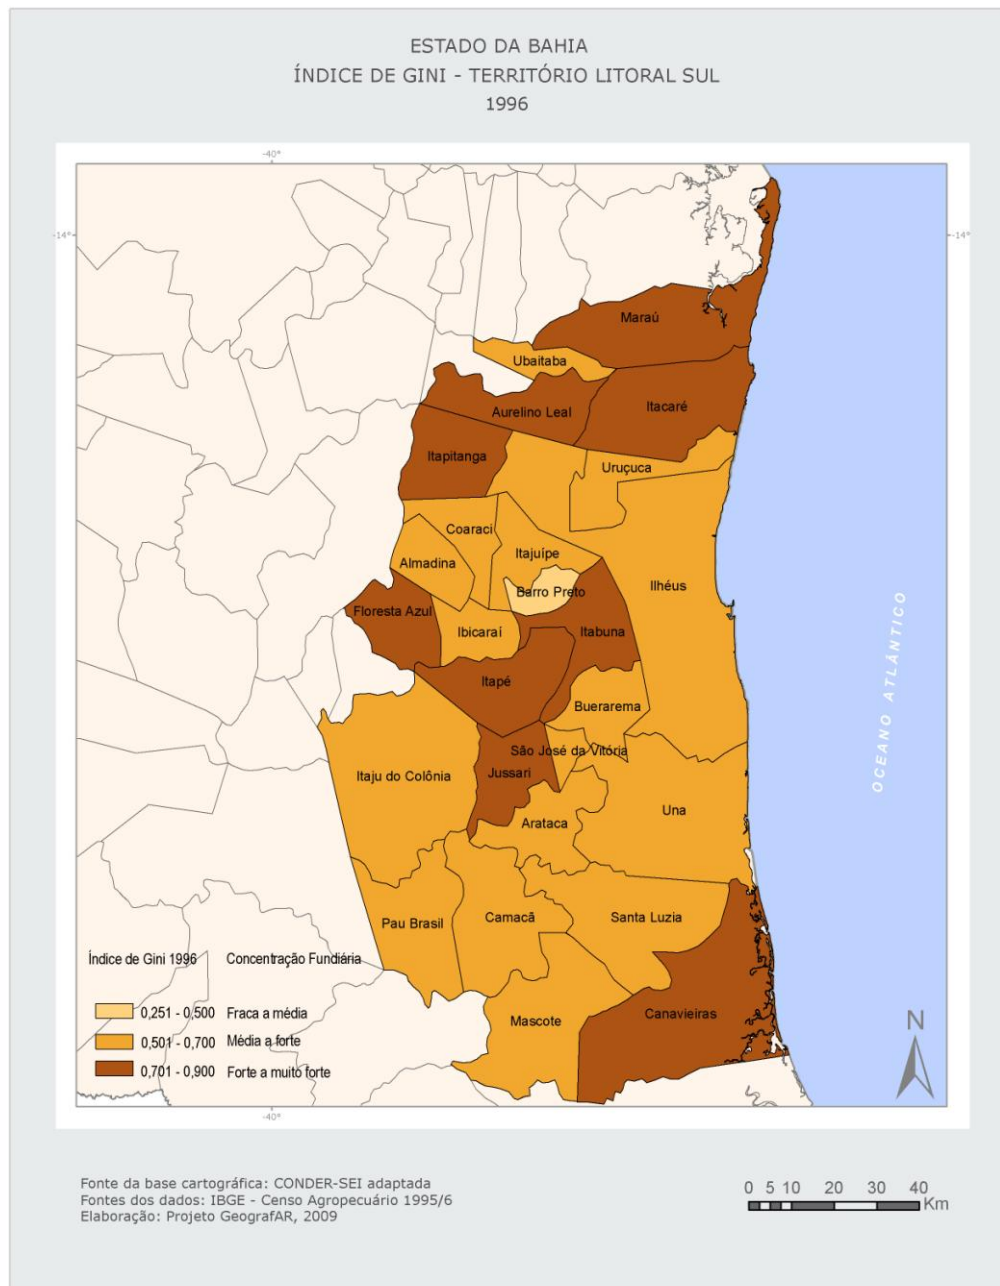 ESTADO DA BAHIA
ÍNDICE DE GINI - TERRITÓRIO LITORAL SUL
1996
-40°
-14°
-14°
Maraú
Ubaitaba
Itacaré
Aurelino Leal
Itapitanga
Uruçuca
Coaraci
Itajuípe
Almadina
Ilhéus
Barro Preto
Floresta Azul
Ibicaraí
Itabuna
Itapé
Buerarema
OCEANO ATLÂNTICO
São José da Vitória
Jussari
Itaju do Colônia
Una
Arataca
Pau Brasil
Camacã
Santa Luzia
Mascote
Canavieiras
Índice de Gini 1996 Concentração Fundiária
0,251 - 0,500 Fraca a média
0,501 - 0,700 Média a forte
0,701 - 0,900 Forte a muito forte
N
-40°
Fonte da base cartográfica: CONDER-SEI adaptada
Fontes dos dados: IBGE - Censo Agropecuário 1995/6
Elaboração: Projeto GeografAR, 2009
0 5 10 20 30 40
Km